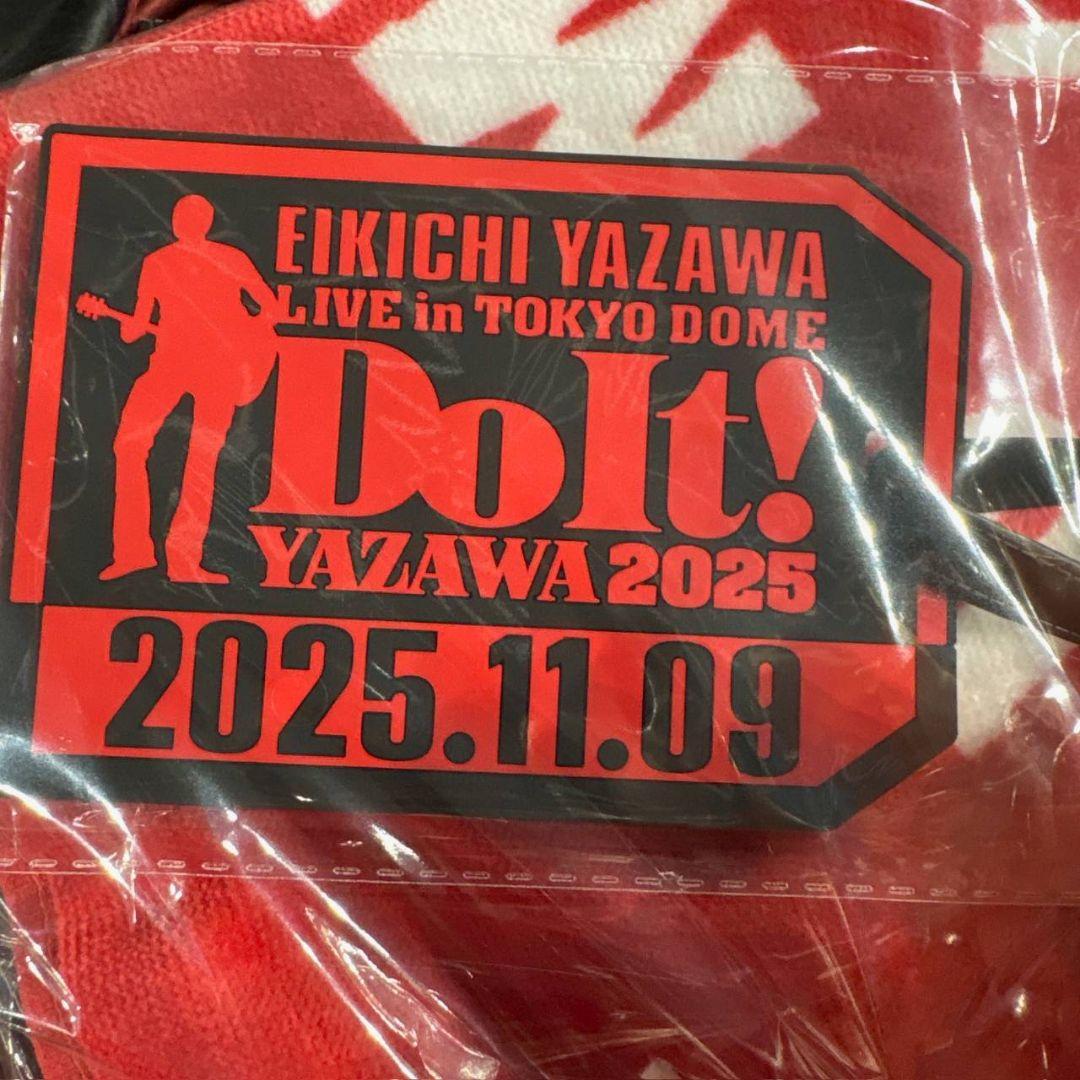 EIKICHI YAZAWA
LIVE in TOKYO DOME
Do It!
YAZAWA 2025
2025.11.09